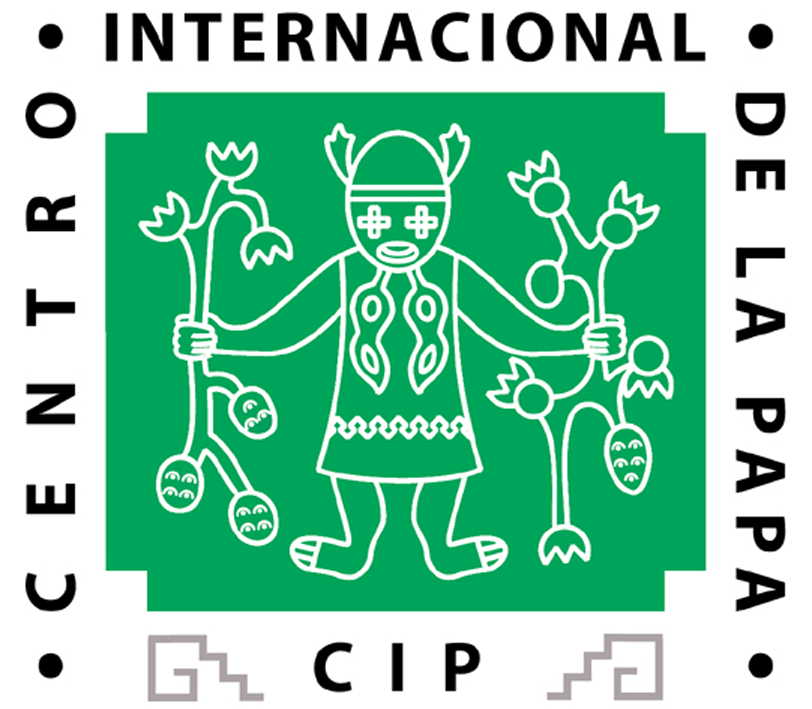 CENTRO
INTERNACIONAL
DE LA PAPA
CIP